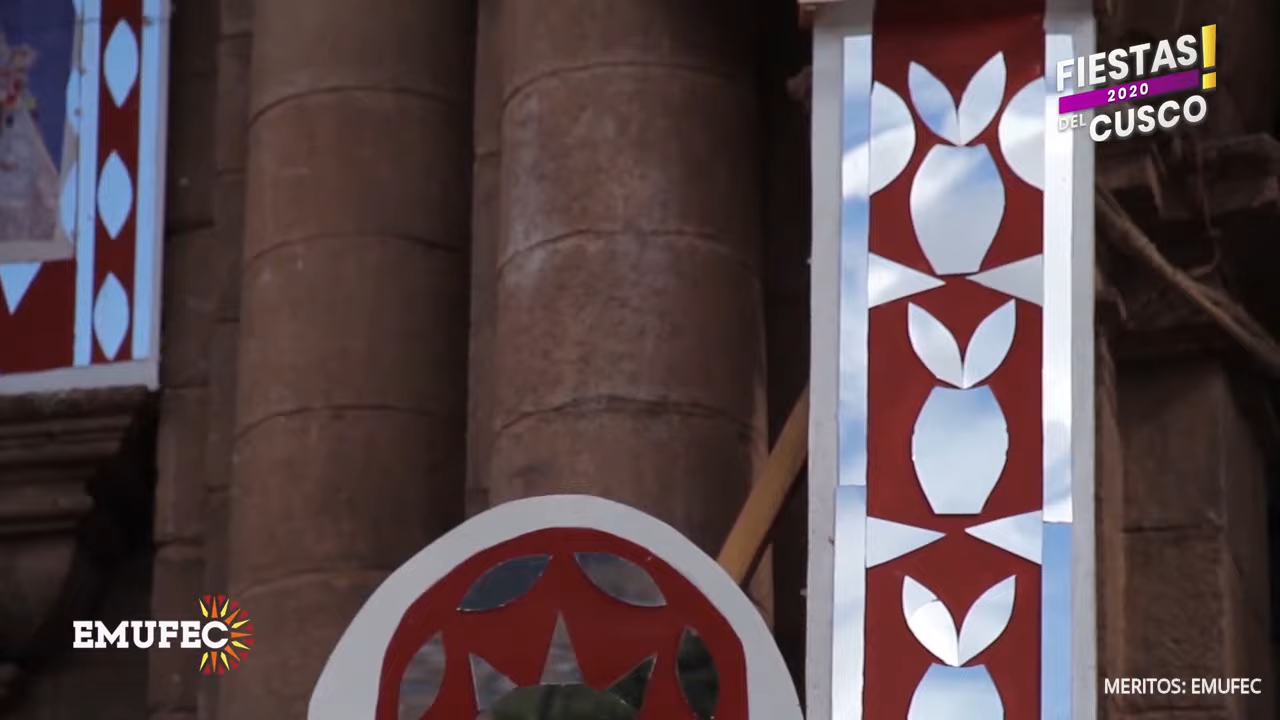 FIESTAS!
2020
DEL CUSCO
EMUFEC
MERITOS: EMUFEC